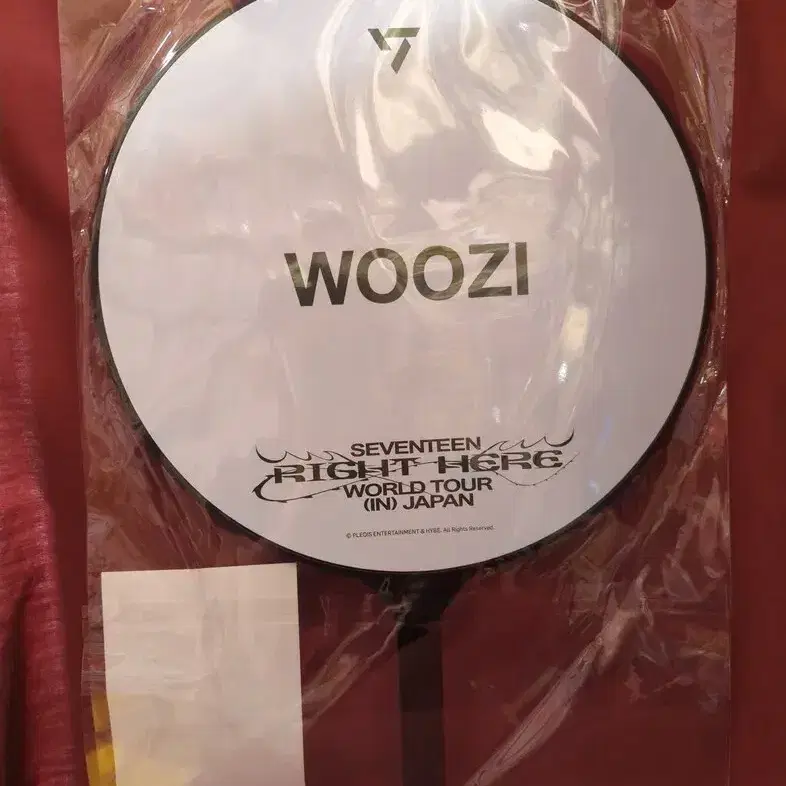 WOOZI
SEVENTEEN
RIGHT HERE
WORLD TOUR
(IN) JAPAN
© PLEDIS ENTERTAINMENT & HYBE. All Rights Reserved.